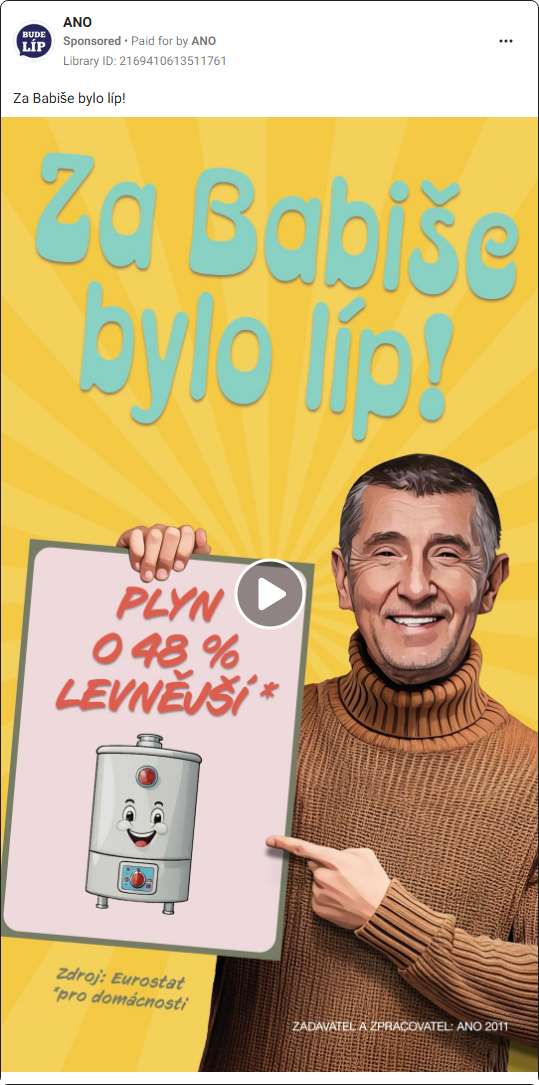 ANO
BUDE
LÍP
Sponsored • Paid for by ANO
Library ID: 2169410613511761
Za Babiše bylo líp!
Za Babiše
bylo líp!
PLYN
O 48 %
LEVNĚJŠÍ *
Zdroj: Eurostat
*pro domácnosti
ZADAVATEL A ZPRACOVATEL: ANO 2011